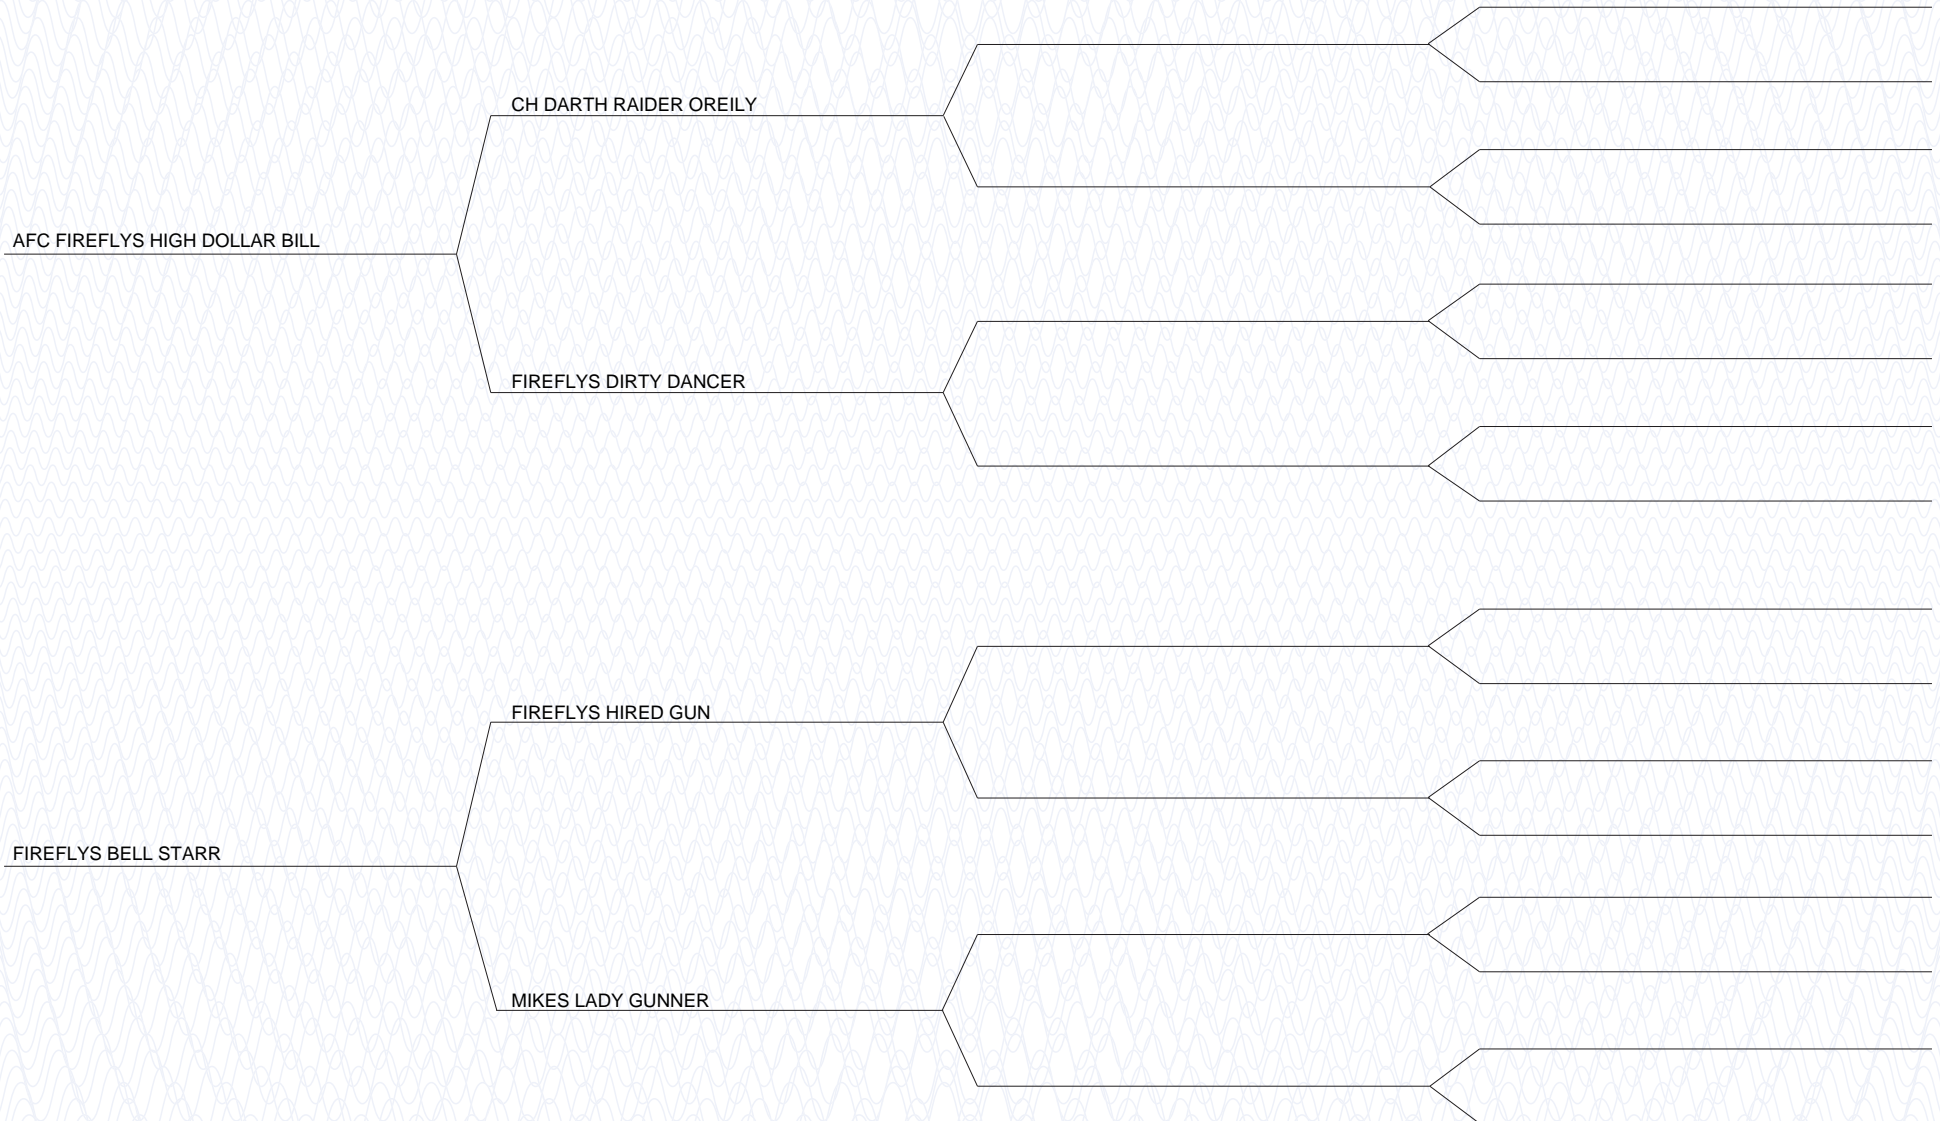 CH DARTH RAIDER OREILY
AFC FIREFLYS HIGH DOLLAR BILL
FIREFLYS DIRTY DANCER
FIREFLYS HIRED GUN
FIREFLYS BELL STARR
MIKES LADY GUNNER